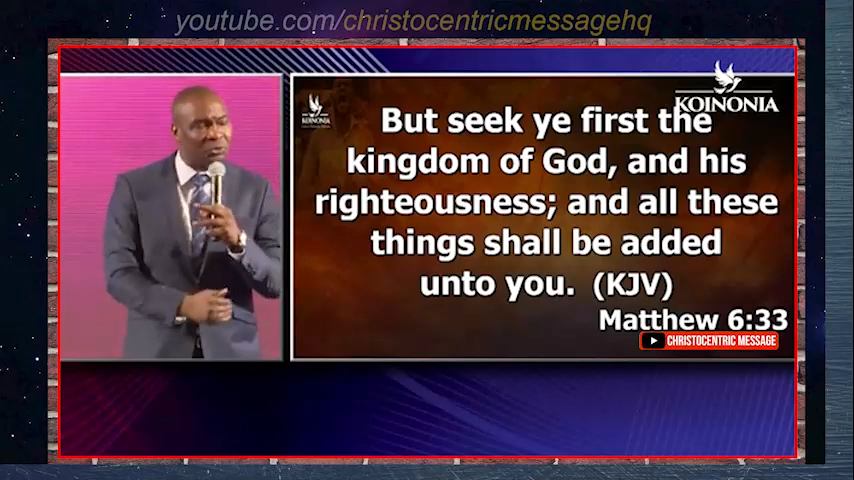 youtube.com/christocentricmessagehq
KOINONIA
KOINONIA
But seek ye first the
kingdom of God, and his
righteousness; and all these
things shall be added
unto you. (KJV)
Matthew 6:33
CHRISTOCENTRIC MESSAGE